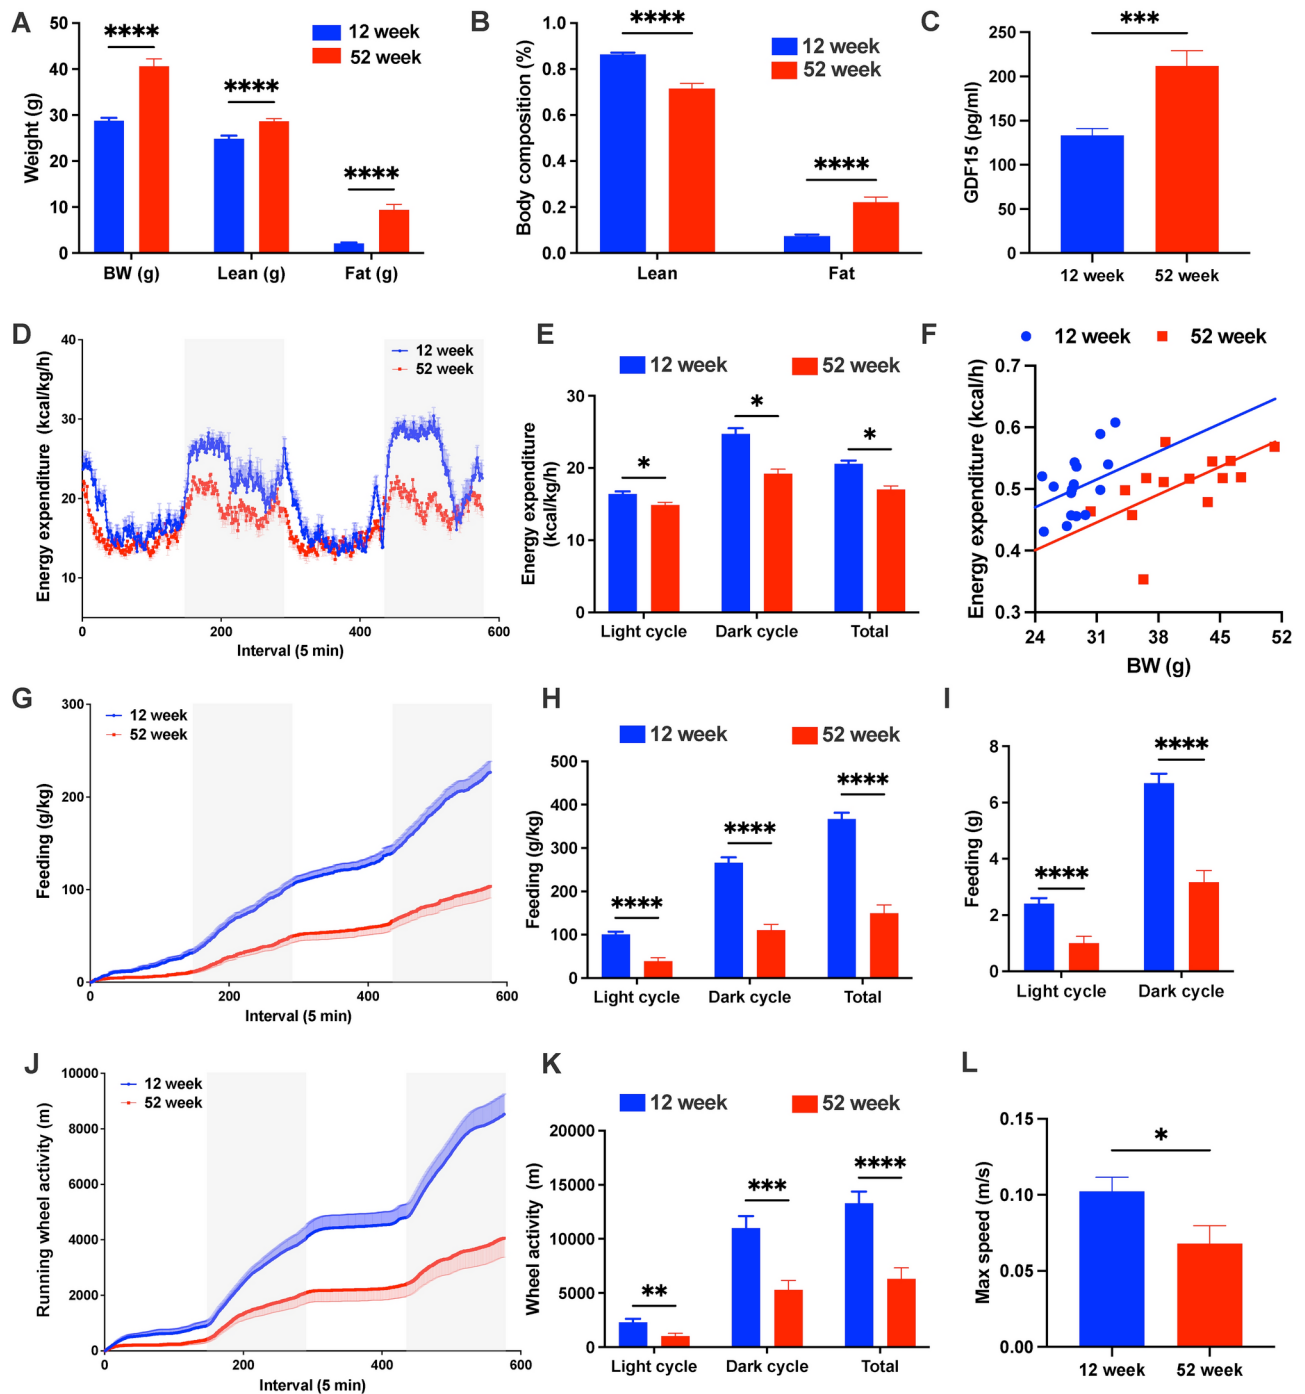 A
Weight (g)
50
40
30
20
10
0
****
****
****
12 week
52 week
BW (g)
Lean (g)
Fat (g)
B
Body composition (%)
1.0
0.8
0.6
0.4
0.2
0.0
****
****
12 week
52 week
Lean
Fat
C
GDF15 (pg/ml)
250
200
150
100
50
0
***
12 week
52 week
D
Energy expenditure (kcal/kg/h)
40
30
20
10
12 week
52 week
0
200
400
600
Interval (5 min)
E
12 week
52 week
Energy expenditure
(kcal/kg/h)
30
20
10
0
*
*
*
Light cycle
Dark cycle
Total
F
12 week
52 week
Energy expenditure (kcal/h)
0.7
0.6
0.5
0.4
0.3
24
31
38
45
52
BW (g)
G
Feeding (g/kg)
300
200
100
0
12 week
52 week
0
200
400
600
Interval (5 min)
H
12 week
52 week
Feeding (g/kg)
500
400
300
200
100
0
****
****
****
Light cycle
Dark cycle
Total
I
Feeding (g)
8
6
4
2
0
****
****
Light cycle
Dark cycle
J
Running wheel activity (m)
10000
8000
6000
4000
2000
0
12 week
52 week
0
200
400
600
Interval (5 min)
K
12 week
52 week
Wheel activity (m)
20000
15000
10000
5000
0
**
***
****
Light cycle
Dark cycle
Total
L
Max speed (m/s)
0.15
0.10
0.05
0.00
*
12 week
52 week